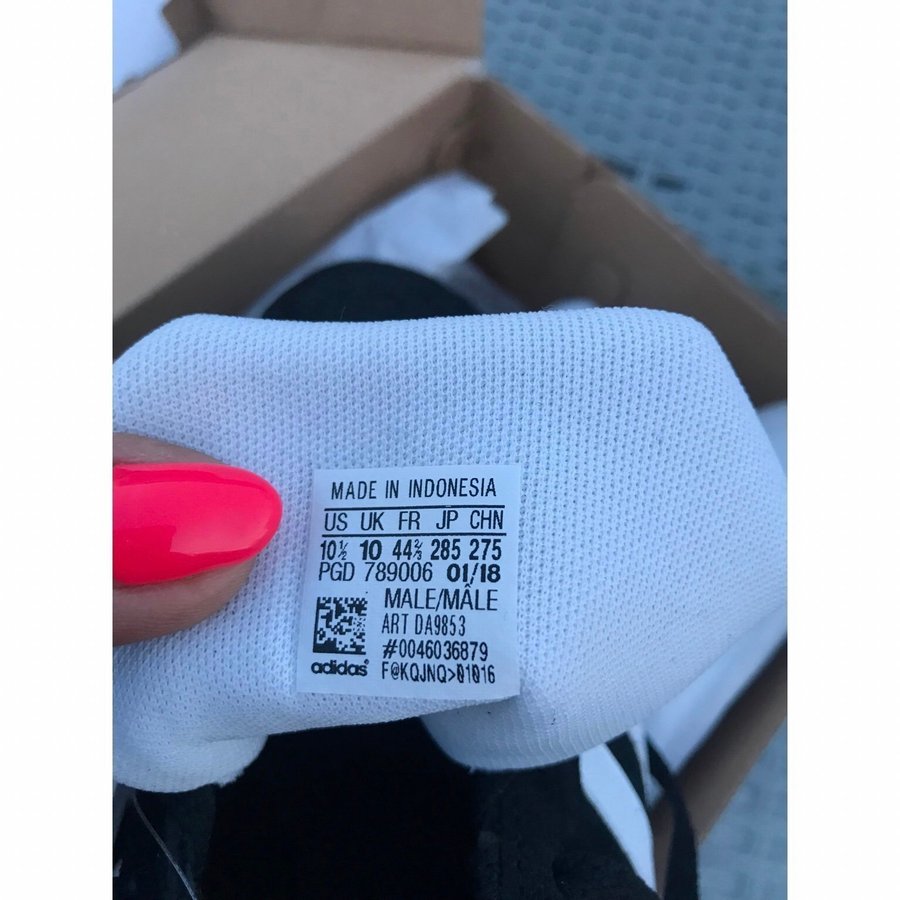 MADE IN INDONESIA
US UK FR JP CHN
10½ 10 44⅔ 285 275
PGD 789006 01/18
MALE/MÂLE
ART DA9853
#0046036879
adidas® F@KQJNQ>01016